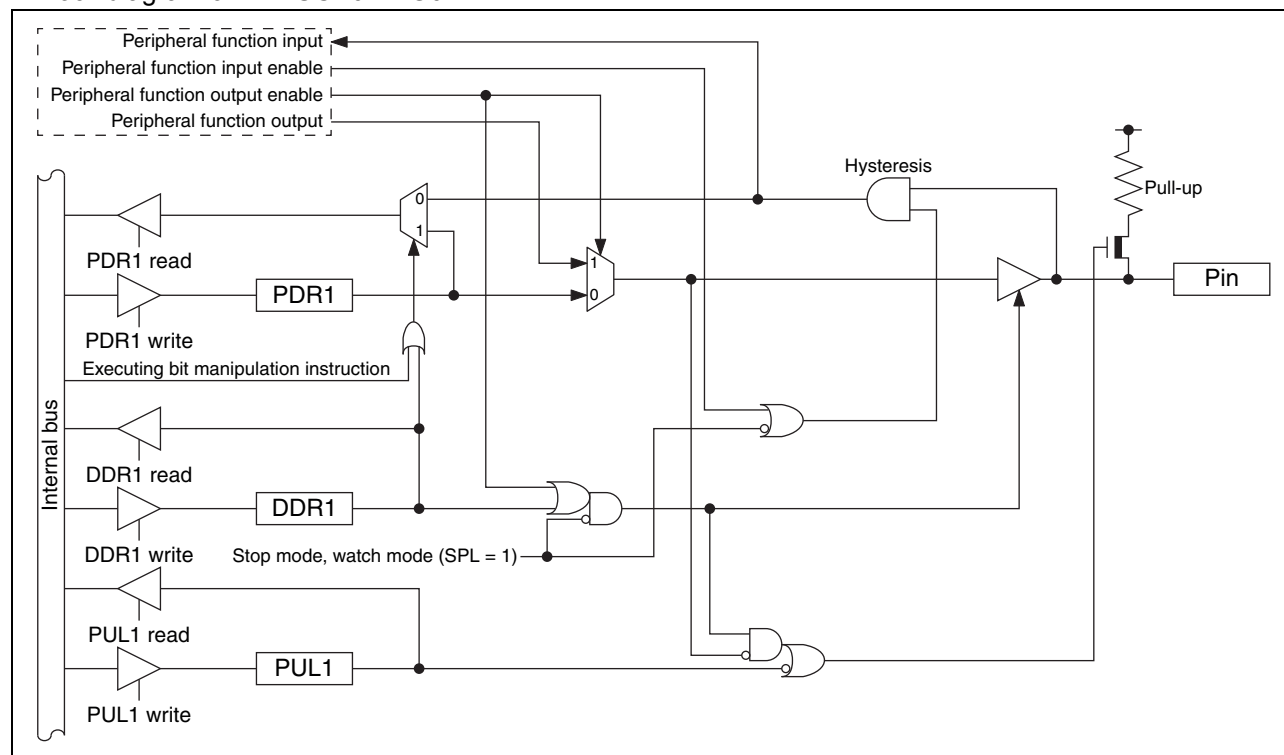 Peripheral function input
Peripheral function input enable
Peripheral function output enable
Peripheral function output
Hysteresis
Pull-up
0
1
PDR1 read
1
PDR1
0
Pin
PDR1 write
Executing bit manipulation instruction
Internal bus
DDR1 read
DDR1
DDR1 write
Stop mode, watch mode (SPL = 1)
PUL1 read
PUL1
PUL1 write